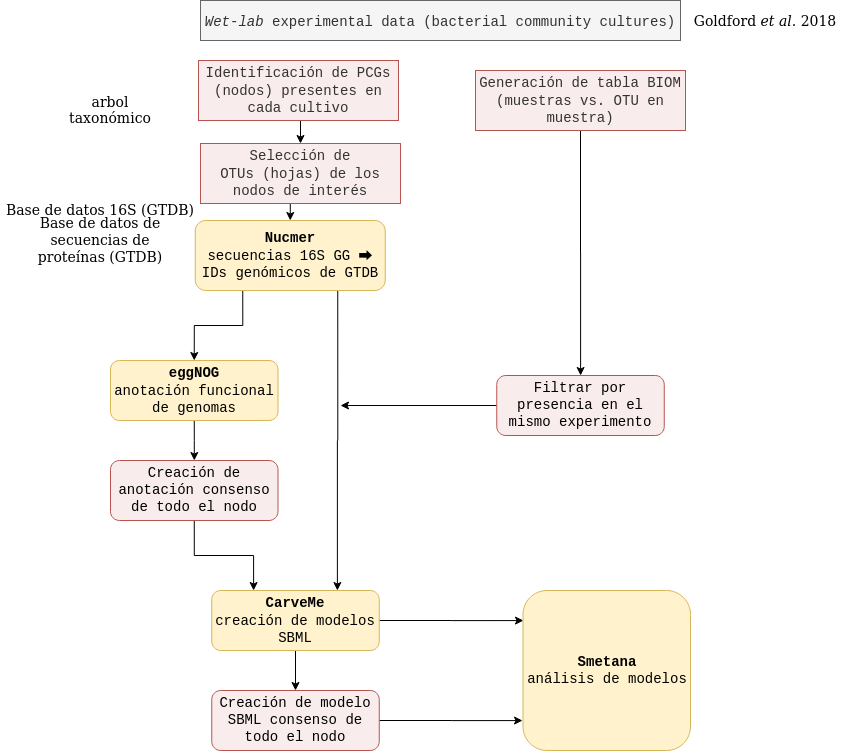 Wet-lab experimental data (bacterial community cultures)
Goldford et al. 2018
Identificación de PCGs
(nodos) presentes en
cada cultivo
Generación de tabla BIOM
(muestras vs. OTU en
muestra)
arbol
taxonómico
Selección de
OTUs (hojas) de los
nodos de interés
Base de datos 16S (GTDB)
Base de datos de
secuencias de
proteínas (GTDB)
Nucmer
secuencias 16S GG ➡
IDs genómicos de GTDB
eggNOG
anotación funcional
de genomas
Filtrar por
presencia en el
mismo experimento
Creación de
anotación consenso
de todo el nodo
CarveMe
creación de modelos
SBML
Smetana
análisis de modelos
Creación de modelo
SBML consenso de
todo el nodo